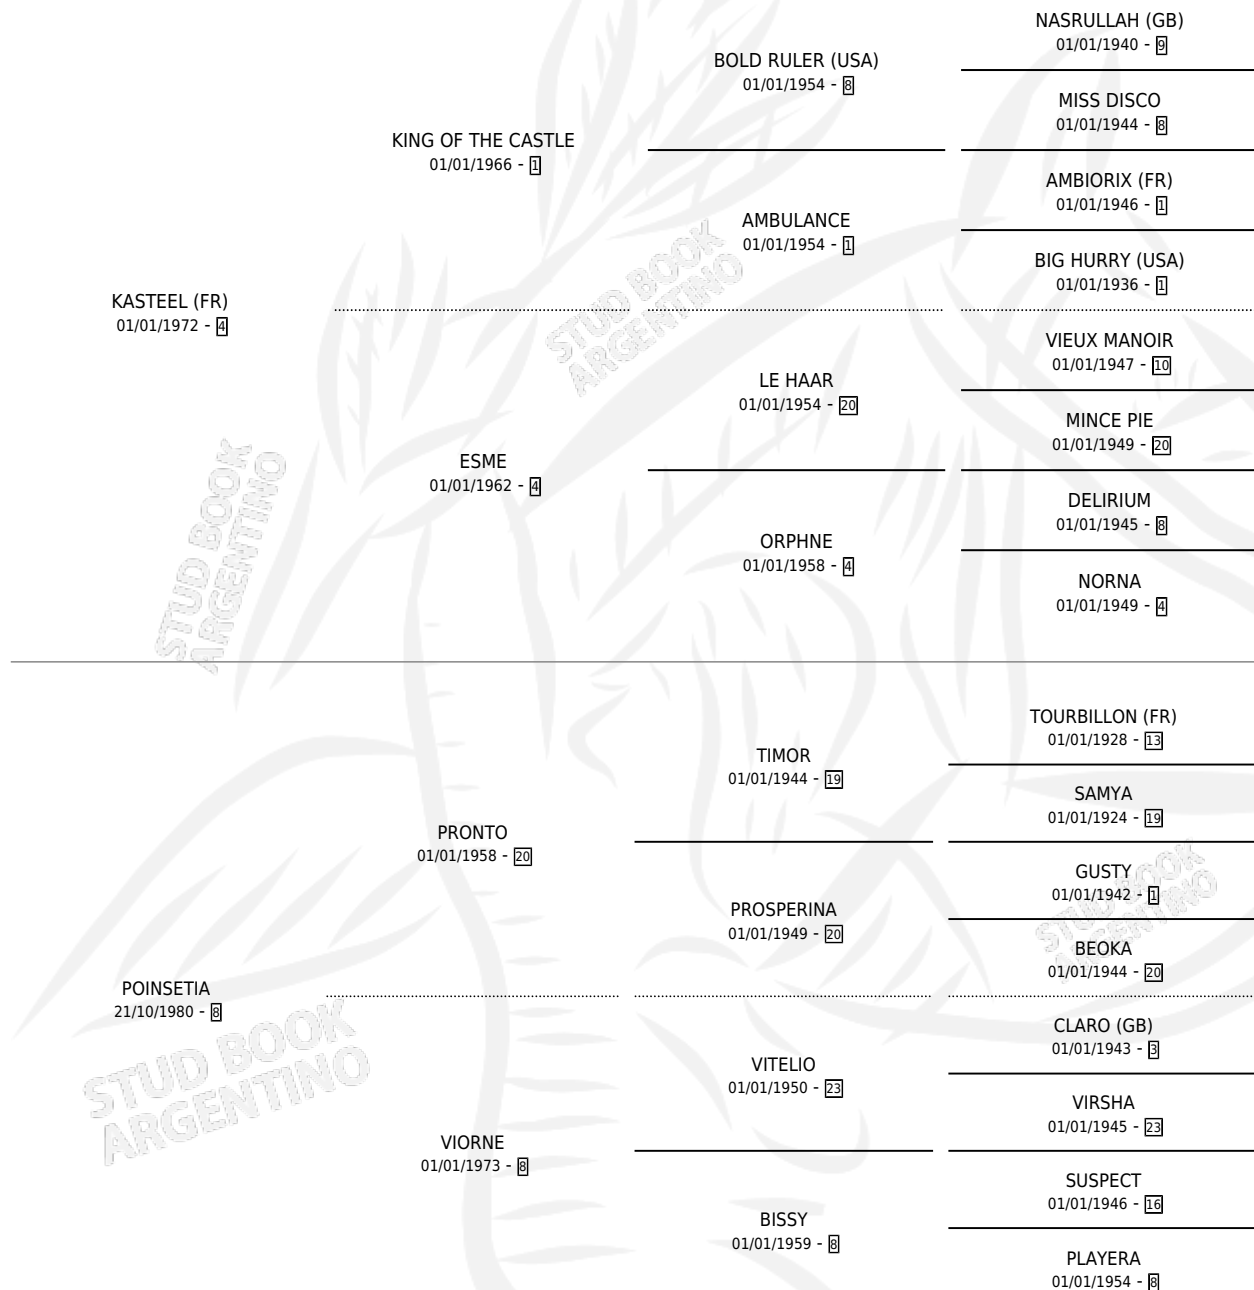 NASRULLAH (GB)
01/01/1940 - 9
BOLD RULER (USA)
01/01/1954 - 8
MISS DISCO
01/01/1944 - 8
KING OF THE CASTLE
01/01/1966 - 1
AMBIORIX (FR)
01/01/1946 - 1
AMBULANCE
01/01/1954 - 1
BIG HURRY (USA)
01/01/1936 - 1
KASTEEL (FR)
01/01/1972 - 4
VIEUX MANOIR
01/01/1947 - 10
LE HAAR
01/01/1954 - 20
MINCE PIE
01/01/1949 - 20
ESME
01/01/1962 - 4
DELIRIUM
01/01/1945 - 8
ORPHNE
01/01/1958 - 4
NORNA
01/01/1949 - 4
TOURBILLON (FR)
01/01/1928 - 13
TIMOR
01/01/1944 - 19
SAMYA
01/01/1924 - 19
PRONTO
01/01/1958 - 20
GUSTY
01/01/1942 - 1
PROSPERINA
01/01/1949 - 20
BEOKA
01/01/1944 - 20
POINSETIA
21/10/1980 - 8
CLARO (GB)
01/01/1943 - 3
VITELIO
01/01/1950 - 23
VIRSHA
01/01/1945 - 23
VIORNE
01/01/1973 - 8
SUSPECT
01/01/1946 - 16
BISSY
01/01/1959 - 8
PLAYERA
01/01/1954 - 8
STUD BOOK
ARGENTINO
STUD BOOK
ARGENTINO
STUD BOOK
ARGENTINO
STUD BOOK
ARGENTINO